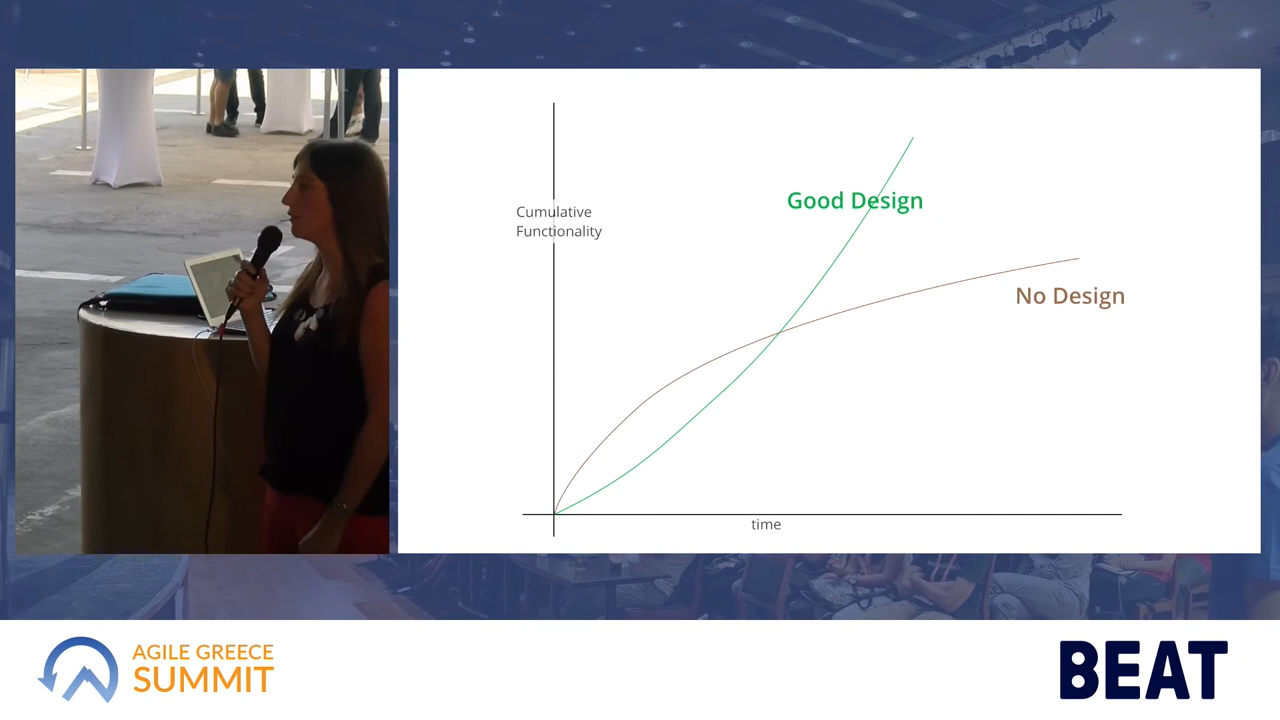 Cumulative
Functionality
Good Design
No Design
time
AGILE GREECE
SUMMIT
BEAT